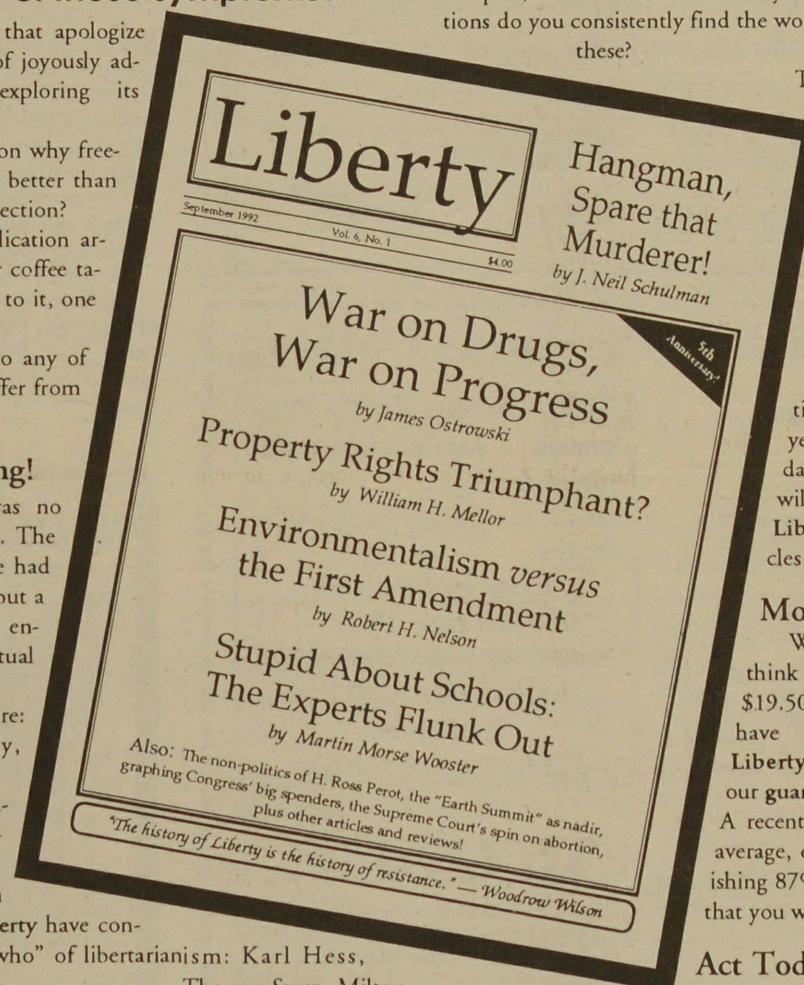 that apologize
of joyously ad-
exploring its
on why free-
better than
ection?
lication ar-
coffee ta-
to it, one
o any of
ffer from
ng!
as no
. The
e had
out a
en-
tual
re:
y,
erty have con-
who" of libertarianism: Karl Hess,
tions do you consistently find the wo
these?
T
Liberty
September 1992
Vol. 6, No. 1
$4.00
Hangman,
Spare that
Murderer!
by J. Neil Schulman
5th
Anniversary!
War on Drugs,
War on Progress
by James Ostrowski
Property Rights Triumphant?
by William H. Mellor
Environmentalism versus
the First Amendment
by Robert H. Nelson
Stupid About Schools:
The Experts Flunk Out
by Martin Morse Wooster
Also: The non-politics of H. Ross Perot, the "Earth Summit" as nadir,
graphing Congress' big spenders, the Supreme Court's spin on abortion,
plus other articles and reviews!
"The history of Liberty is the history of resistance." — Woodrow Wilson
ti
ye
da
wil
Lib
cles
Mo
W
think
$19.50
have
Liberty
our guar
A recent
average,
ishing 87%
that you w
Act Tod